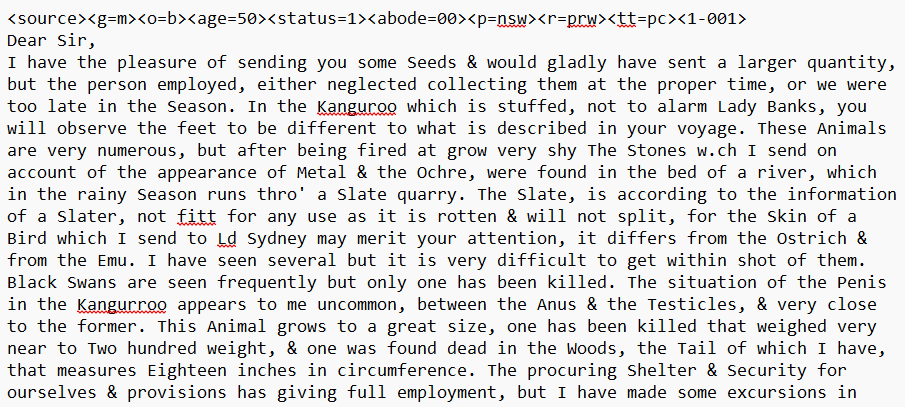 <source><g=m><o=b><age=50><status=1><abode=00><p=nsw><r=prw><tt=pc><1-001>
Dear Sir,
I have the pleasure of sending you some Seeds & would gladly have sent a larger quantity,
but the person employed, either neglected collecting them at the proper time, or we were
too late in the Season. In the Kanguroo which is stuffed, not to alarm Lady Banks, you
will observe the feet to be different to what is described in your voyage. These Animals
are very numerous, but after being fired at grow very shy The Stones w.ch I send on
account of the appearance of Metal & the Ochre, were found in the bed of a river, which
in the rainy Season runs thro' a Slate quarry. The Slate, is according to the information
of a Slater, not fitt for any use as it is rotten & will not split, for the Skin of a
Bird which I send to Ld Sydney may merit your attention, it differs from the Ostrich &
from the Emu. I have seen several but it is very difficult to get within shot of them.
Black Swans are seen frequently but only one has been killed. The situation of the Penis
in the Kangurroo appears to me uncommon, between the Anus & the Testicles, & very close
to the former. This Animal grows to a great size, one has been killed that weighed very
near to Two hundred weight, & one was found dead in the Woods, the Tail of which I have,
that measures Eighteen inches in circumference. The procuring Shelter & Security for
ourselves & provisions has giving full employment, but I have made some excursions in